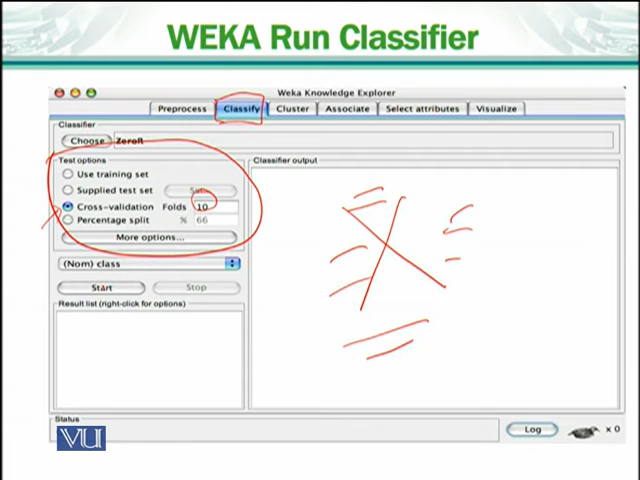 WEKA Run Classifier
Weka Knowledge Explorer
Preprocess Classify Cluster Associate Select attributes Visualize
Classifier
Choose ZeroR
Test options
Classifier output
Use training set
Supplied test set Set...
Cross-validation Folds 10
Percentage split % 66
More options...
(Nom) class
Start Stop
Result list (right-click for options)
Status
Log x 0
VU